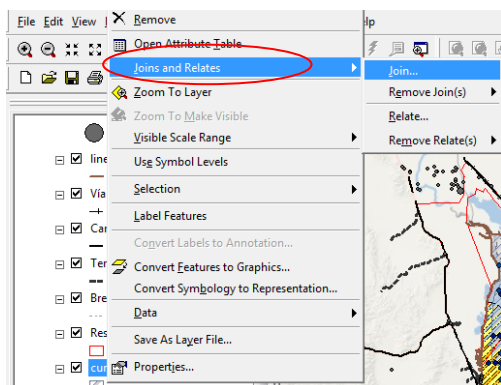 File Edit View
Remove
lp
Open Attribute Table
Joins and Relates
Join...
Zoom To Layer
Remove Join(s)
Zoom To Make Visible
Relate...
Visible Scale Range
Remove Relate(s)
line
Use Symbol Levels
Vía
Selection
Label Features
Car
Convert Labels to Annotation...
Ter
Convert Features to Graphics...
Convert Symbology to Representation...
Bre
Data
Res
Save As Layer File...
cur
Properties...